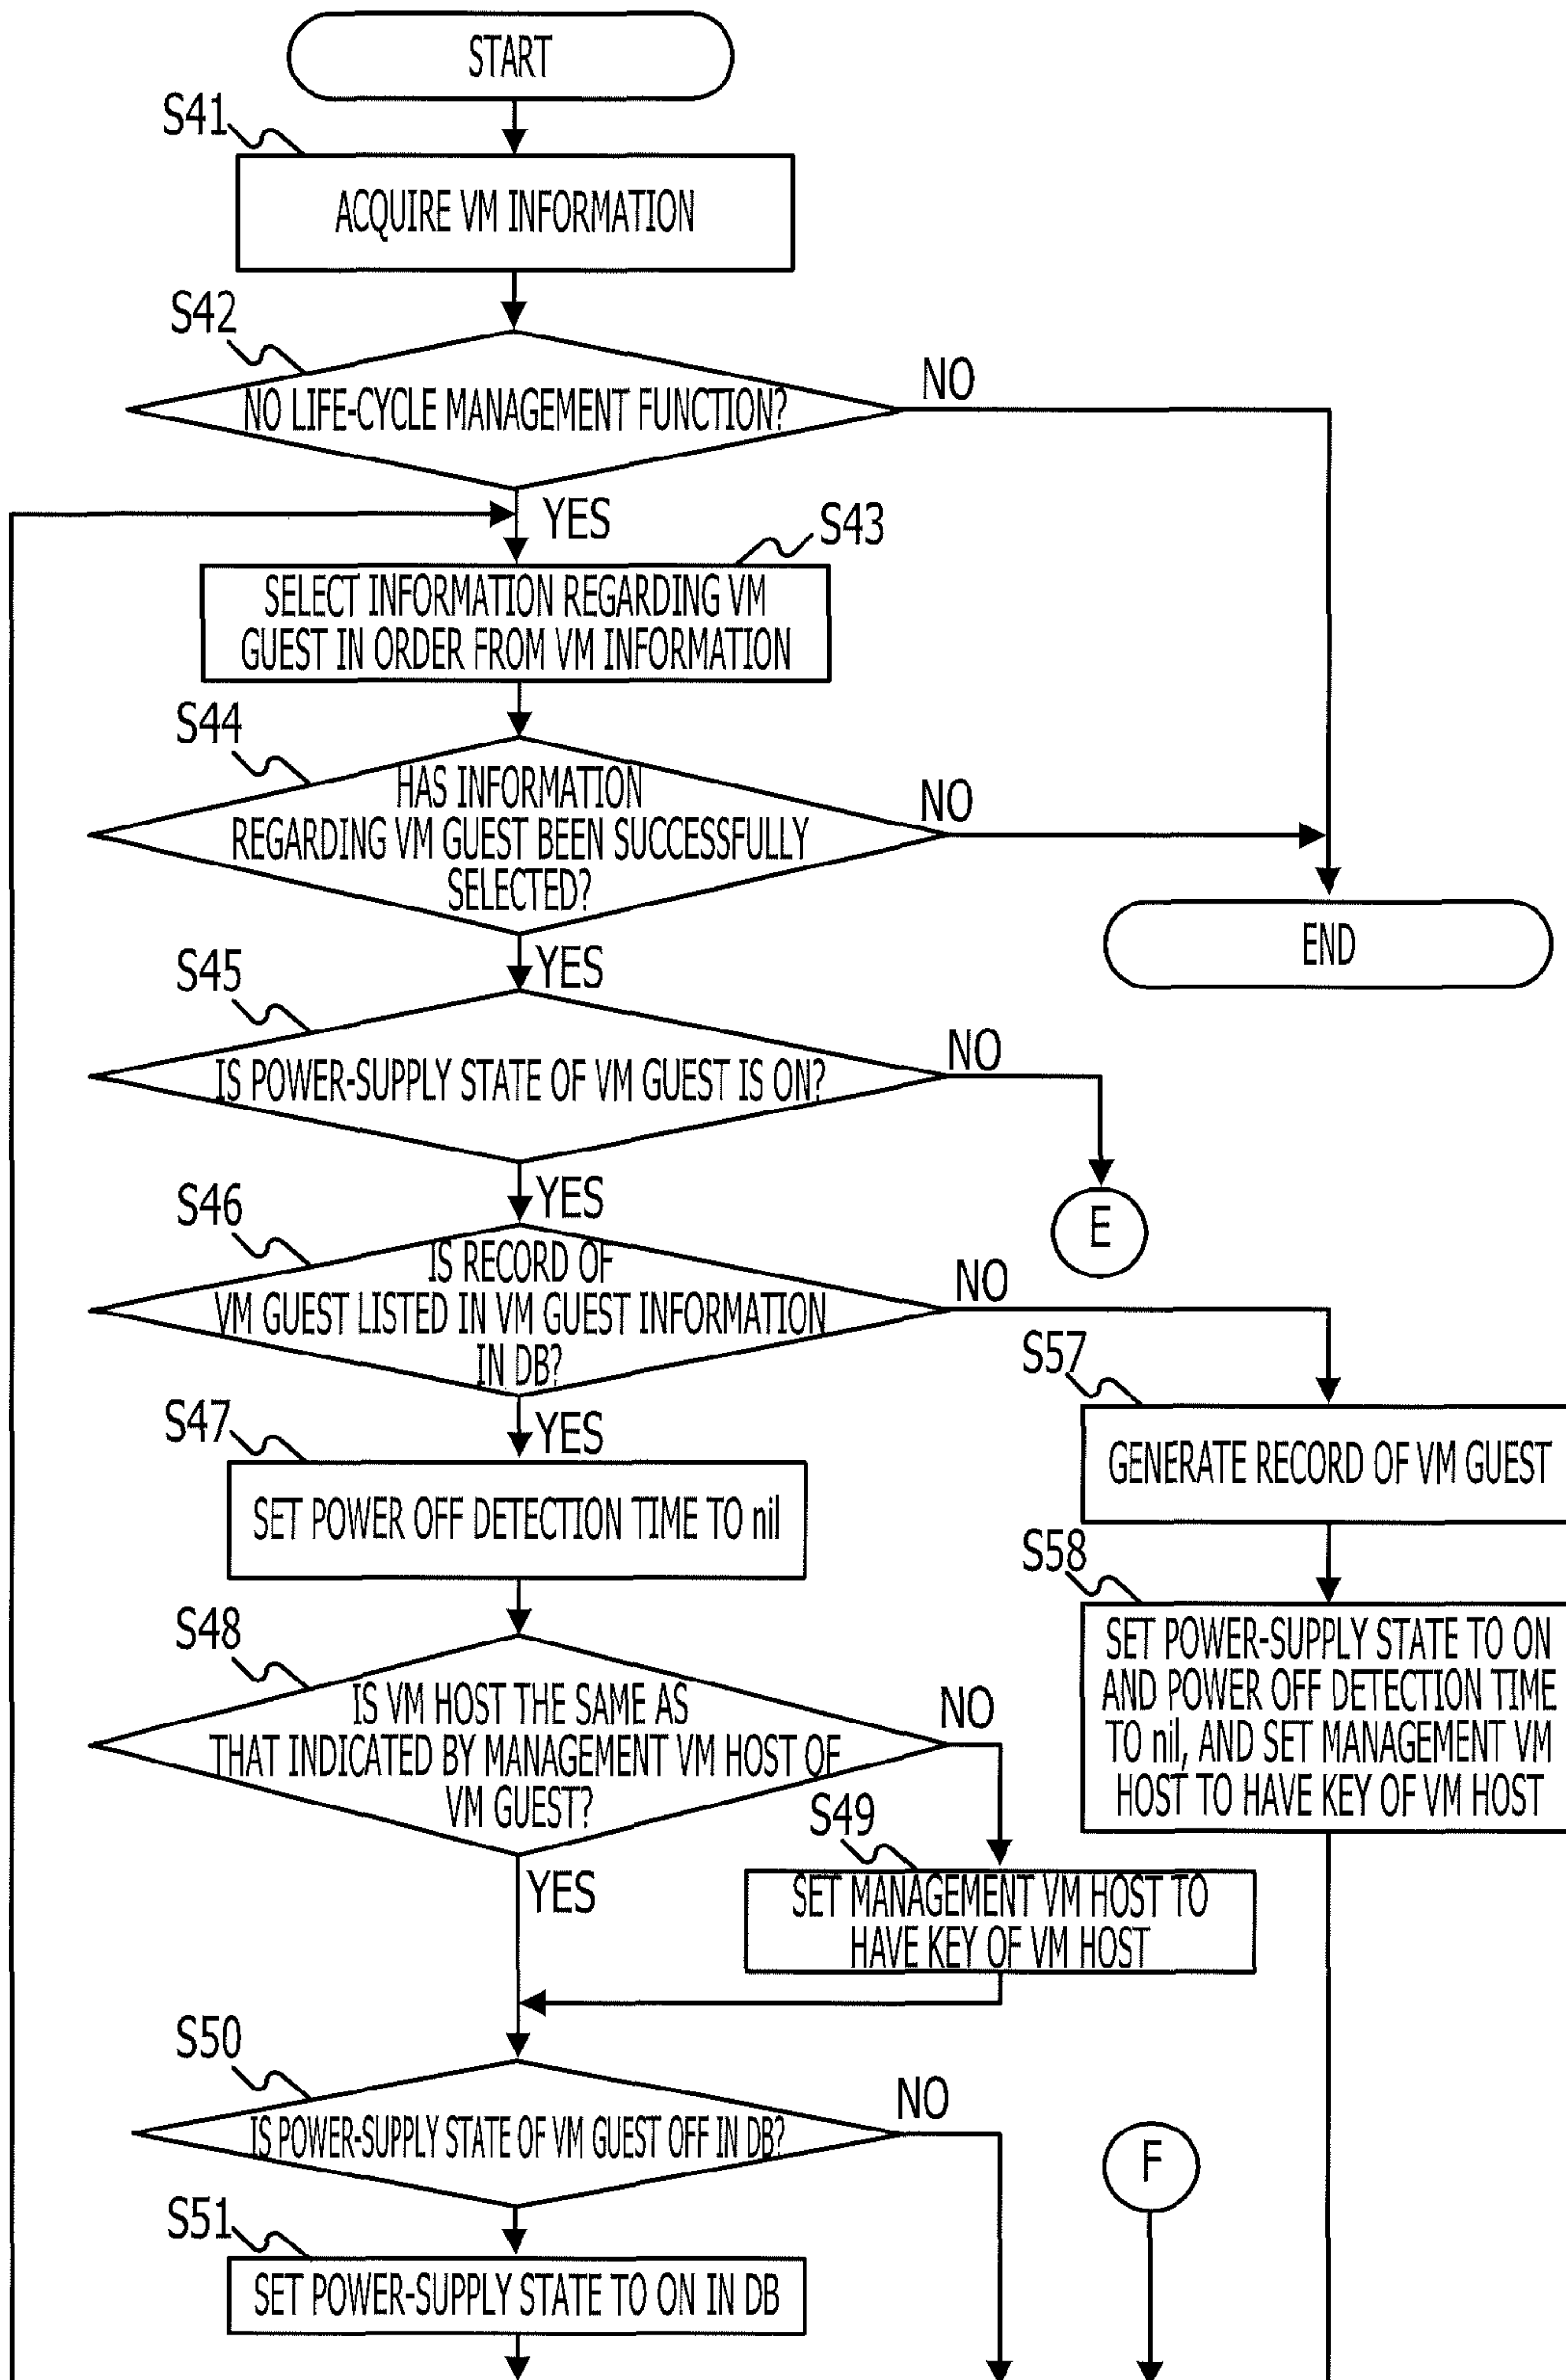 START
S41
ACQUIRE VM INFORMATION
S42
NO LIFE-CYCLE MANAGEMENT FUNCTION?
NO
YES
S43
SELECT INFORMATION REGARDING VM
GUEST IN ORDER FROM VM INFORMATION
S44
HAS INFORMATION
REGARDING VM GUEST BEEN SUCCESSFULLY
SELECTED?
NO
END
YES
S45
IS POWER-SUPPLY STATE OF VM GUEST IS ON?
NO
E
YES
S46
IS RECORD OF
VM GUEST LISTED IN VM GUEST INFORMATION
IN DB?
NO
S57
GENERATE RECORD OF VM GUEST
YES
S47
SET POWER OFF DETECTION TIME TO nil
S58
SET POWER-SUPPLY STATE TO ON
AND POWER OFF DETECTION TIME
TO nil, AND SET MANAGEMENT VM
HOST TO HAVE KEY OF VM HOST
S48
IS VM HOST THE SAME AS
THAT INDICATED BY MANAGEMENT VM HOST OF
VM GUEST?
NO
S49
SET MANAGEMENT VM HOST TO
HAVE KEY OF VM HOST
YES
S50
IS POWER-SUPPLY STATE OF VM GUEST OFF IN DB?
NO
F
S51
SET POWER-SUPPLY STATE TO ON IN DB